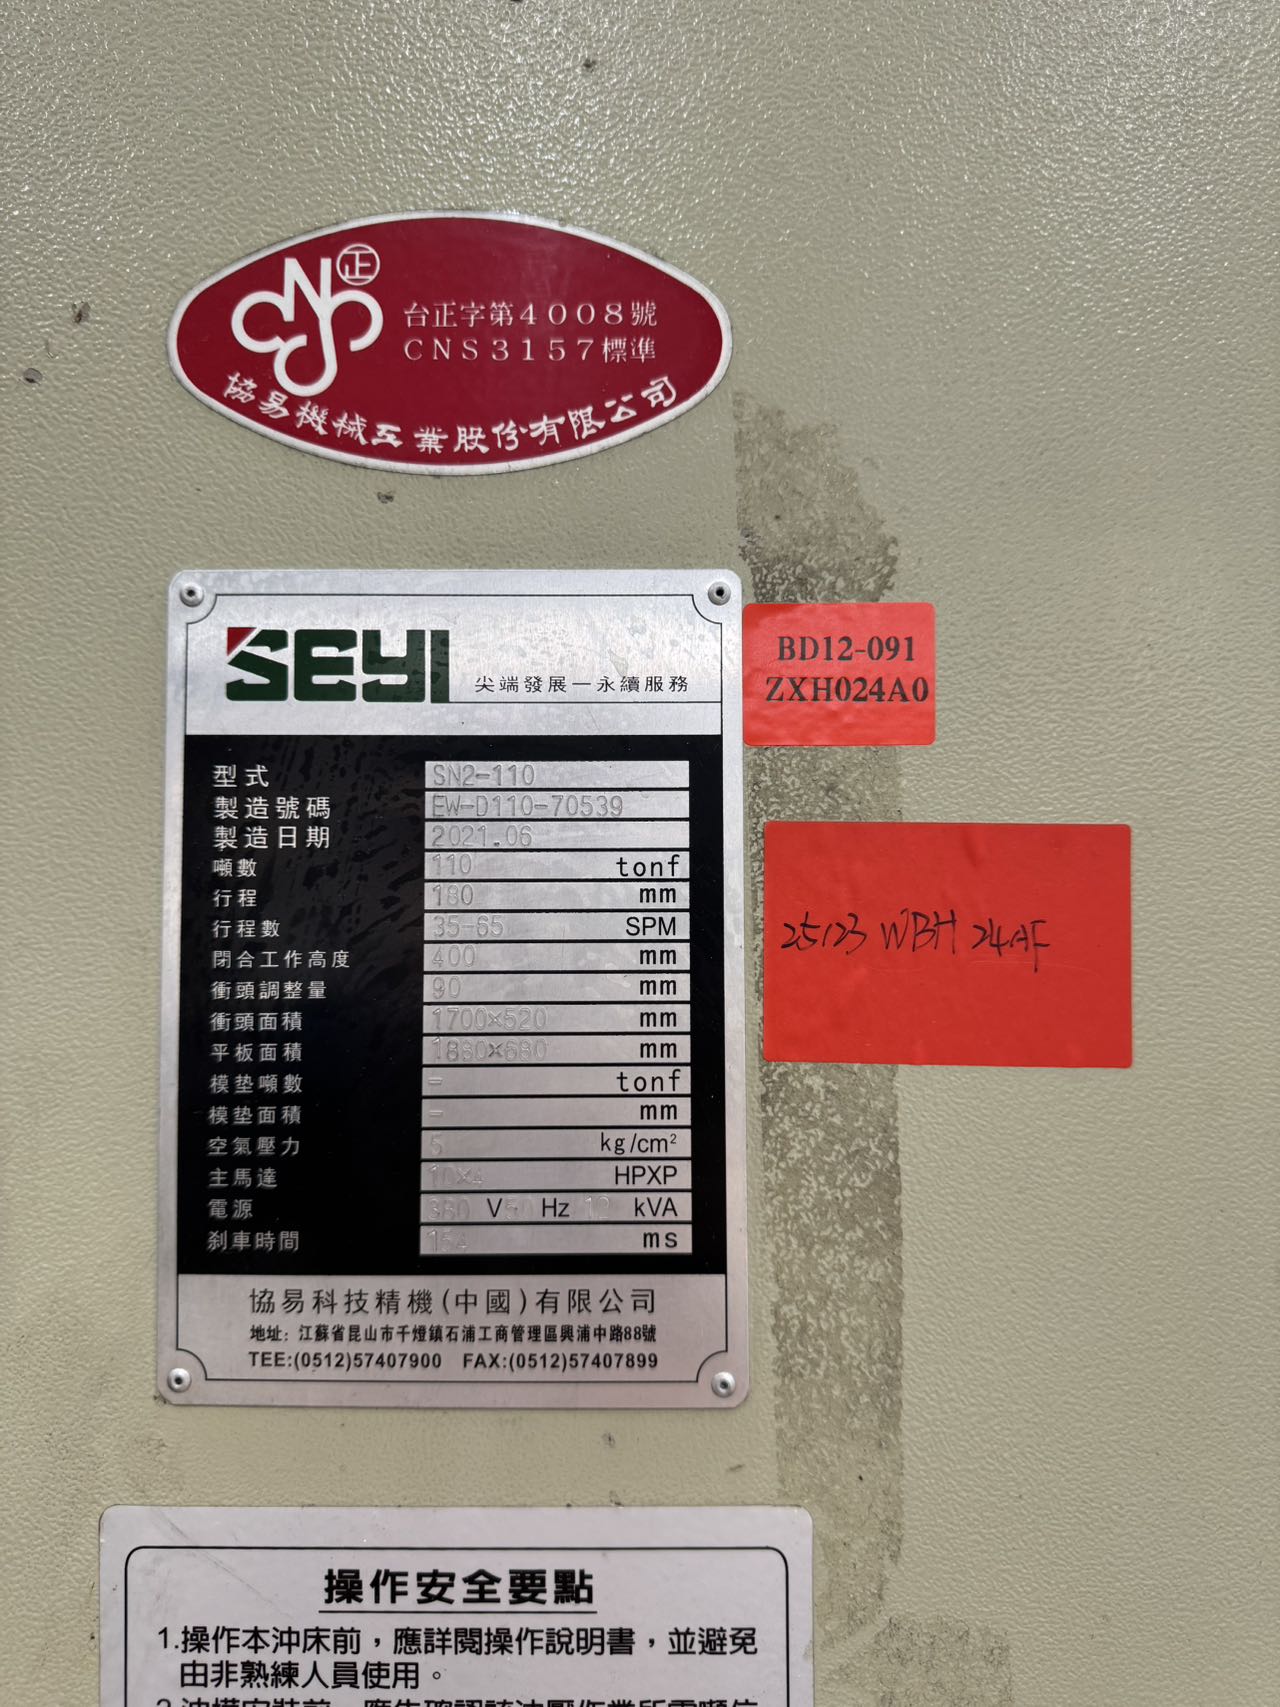 正
台正字第4008號
CNS3157標準
協易機械工業股份有限公司
SEYI
尖端發展一永續服務
BD12-091
ZXH024A0
型式 SN2-110
製造號碼 EW-D110-70539
製造日期 2021.06
噸數 110 tonf
行程 180 mm
行程數 35-65 SPM
閉合工作高度 400 mm
衝頭調整量 90 mm
衝頭面積 1700×520 mm
平板面積 1880×680 mm
模墊噸數 - tonf
模墊面積 - mm
空氣壓力 5 kg/cm²
主馬達 10×4 HPXP
電源 380 V 50 Hz 12 kVA
刹車時間 154 ms
25123 WBH 24AF
協易科技精機(中國)有限公司
地址: 江蘇省昆山市千燈鎮石浦工商管理區興浦中路88號
TEE:(0512)57407900 FAX:(0512)57407899
操作安全要點
1.操作本沖床前，應詳閱操作說明書，並避免
由非熟練人員使用。